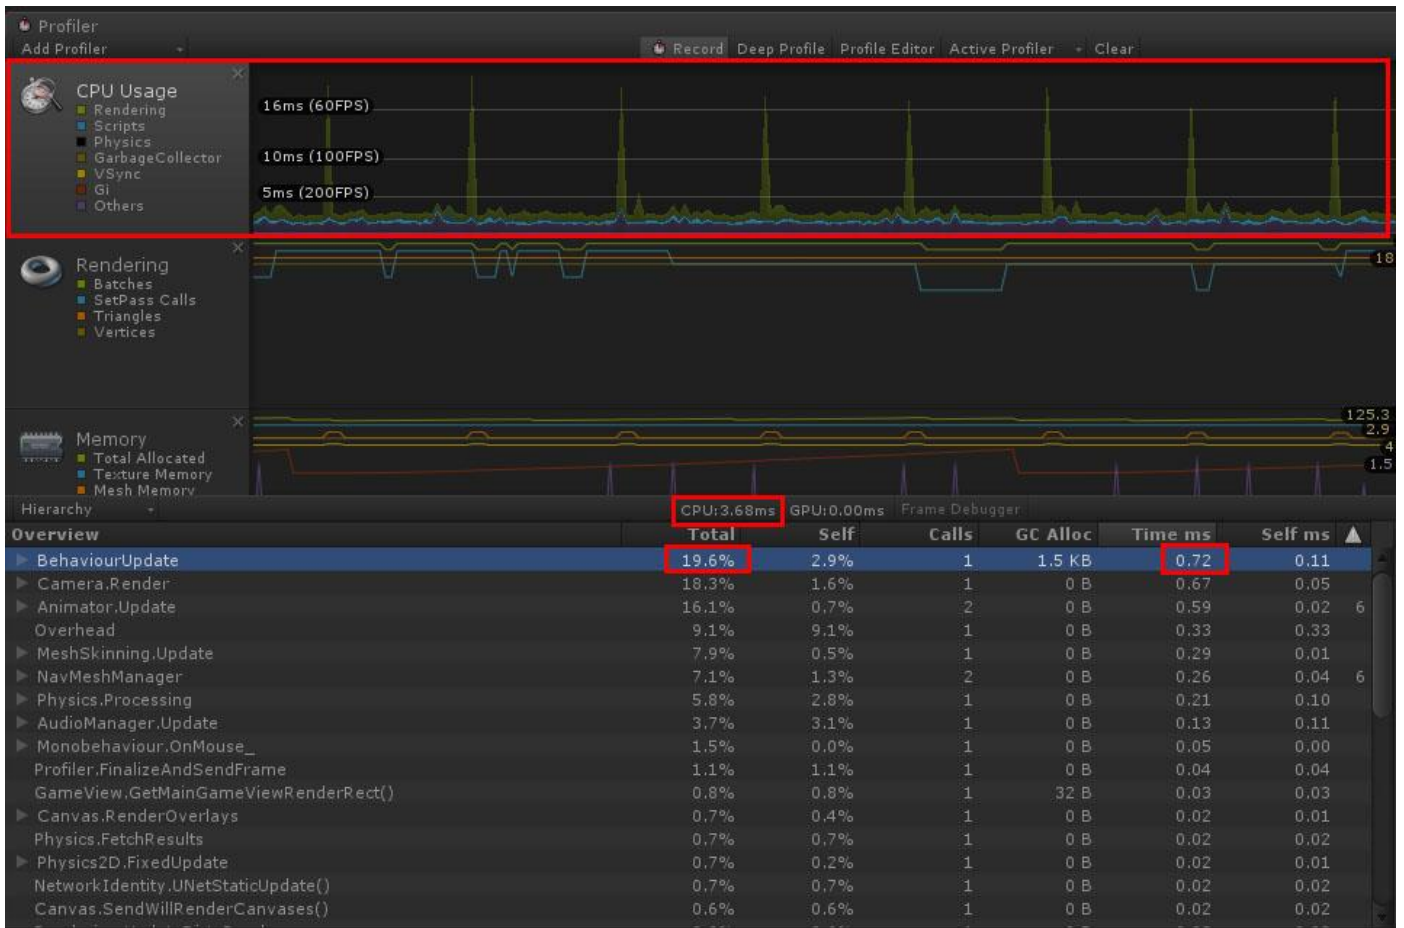 Profiler
Add Profiler Record Deep Profile Profile Editor Active Profiler Clear
CPU Usage
Rendering
Scripts
Physics
GarbageCollector
VSync
Gi
Others
16ms (60FPS)
10ms (100FPS)
5ms (200FPS)
Rendering
Batches
SetPass Calls
Triangles
Vertices
18
Memory
Total Allocated
Texture Memory
Mesh Memory
125.3
2.9
4
1.5
Hierarchy CPU:3.68ms GPU:0.00ms Frame Debugger
Overview Total Self Calls GC Alloc Time ms Self ms
BehaviourUpdate 19.6% 2.9% 1 1.5 KB 0.72 0.11
Camera.Render 18.3% 1.6% 1 0 B 0.67 0.05
Animator.Update 16.1% 0.7% 2 0 B 0.59 0.02 6
Overhead 9.1% 9.1% 1 0 B 0.33 0.33
MeshSkinning.Update 7.9% 0.5% 1 0 B 0.29 0.01
NavMeshManager 7.1% 1.3% 2 0 B 0.26 0.04 6
Physics.Processing 5.8% 2.8% 1 0 B 0.21 0.10
AudioManager.Update 3.7% 3.1% 1 0 B 0.13 0.11
Monobehaviour.OnMouse_ 1.5% 0.0% 1 0 B 0.05 0.00
Profiler.FinalizeAndSendFrame 1.1% 1.1% 1 0 B 0.04 0.04
GameView.GetMainGameViewRenderRect() 0.8% 0.8% 1 32 B 0.03 0.03
Canvas.RenderOverlays 0.7% 0.4% 1 0 B 0.02 0.01
Physics.FetchResults 0.7% 0.7% 1 0 B 0.02 0.02
Physics2D.FixedUpdate 0.7% 0.2% 1 0 B 0.02 0.01
NetworkIdentity.UNetStaticUpdate() 0.7% 0.7% 1 0 B 0.02 0.02
Canvas.SendWillRenderCanvases() 0.6% 0.6% 1 0 B 0.02 0.02